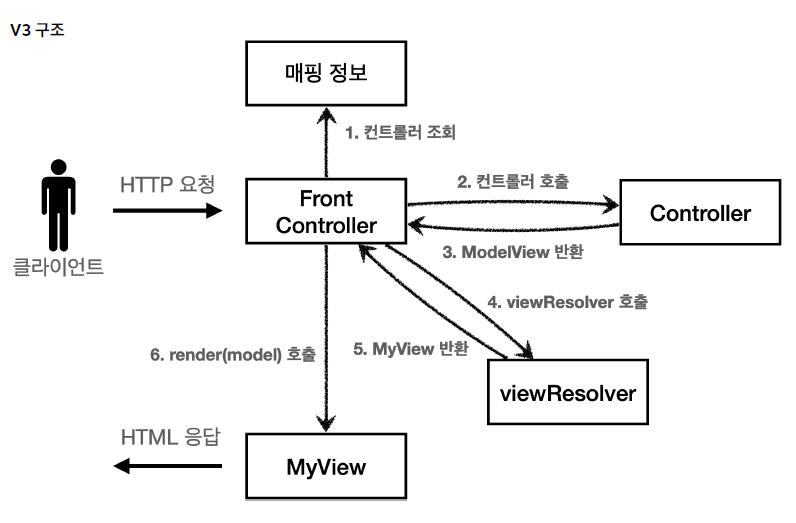 V3 구조
매핑 정보
1. 컨트롤러 조회
HTTP 요청
Front
Controller
2. 컨트롤러 호출
Controller
3. ModelView 반환
클라이언트
4. viewResolver 호출
5. MyView 반환
6. render(model) 호출
viewResolver
HTML 응답
MyView